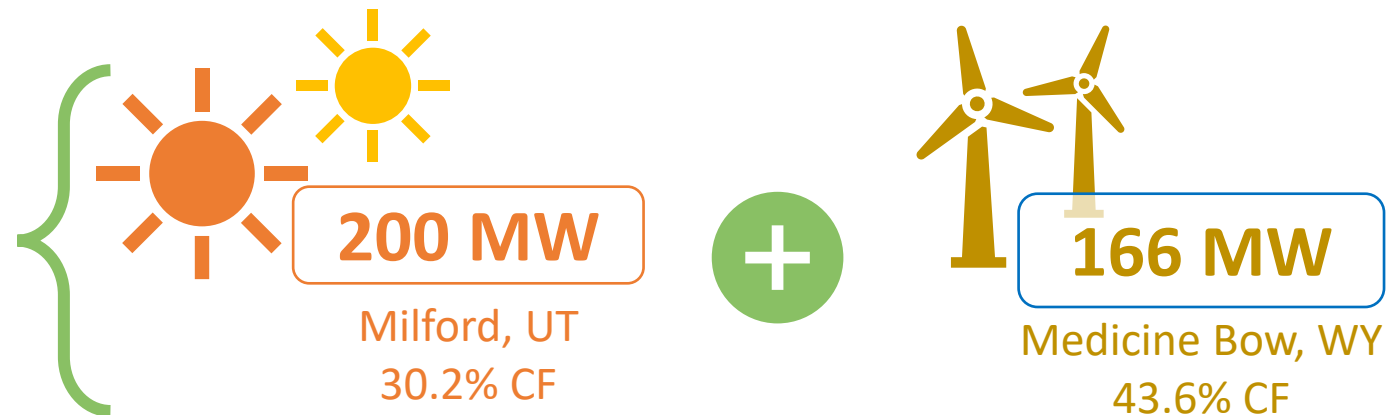 200 MW
Milford, UT
30.2% CF
+
166 MW
Medicine Bow, WY
43.6% CF